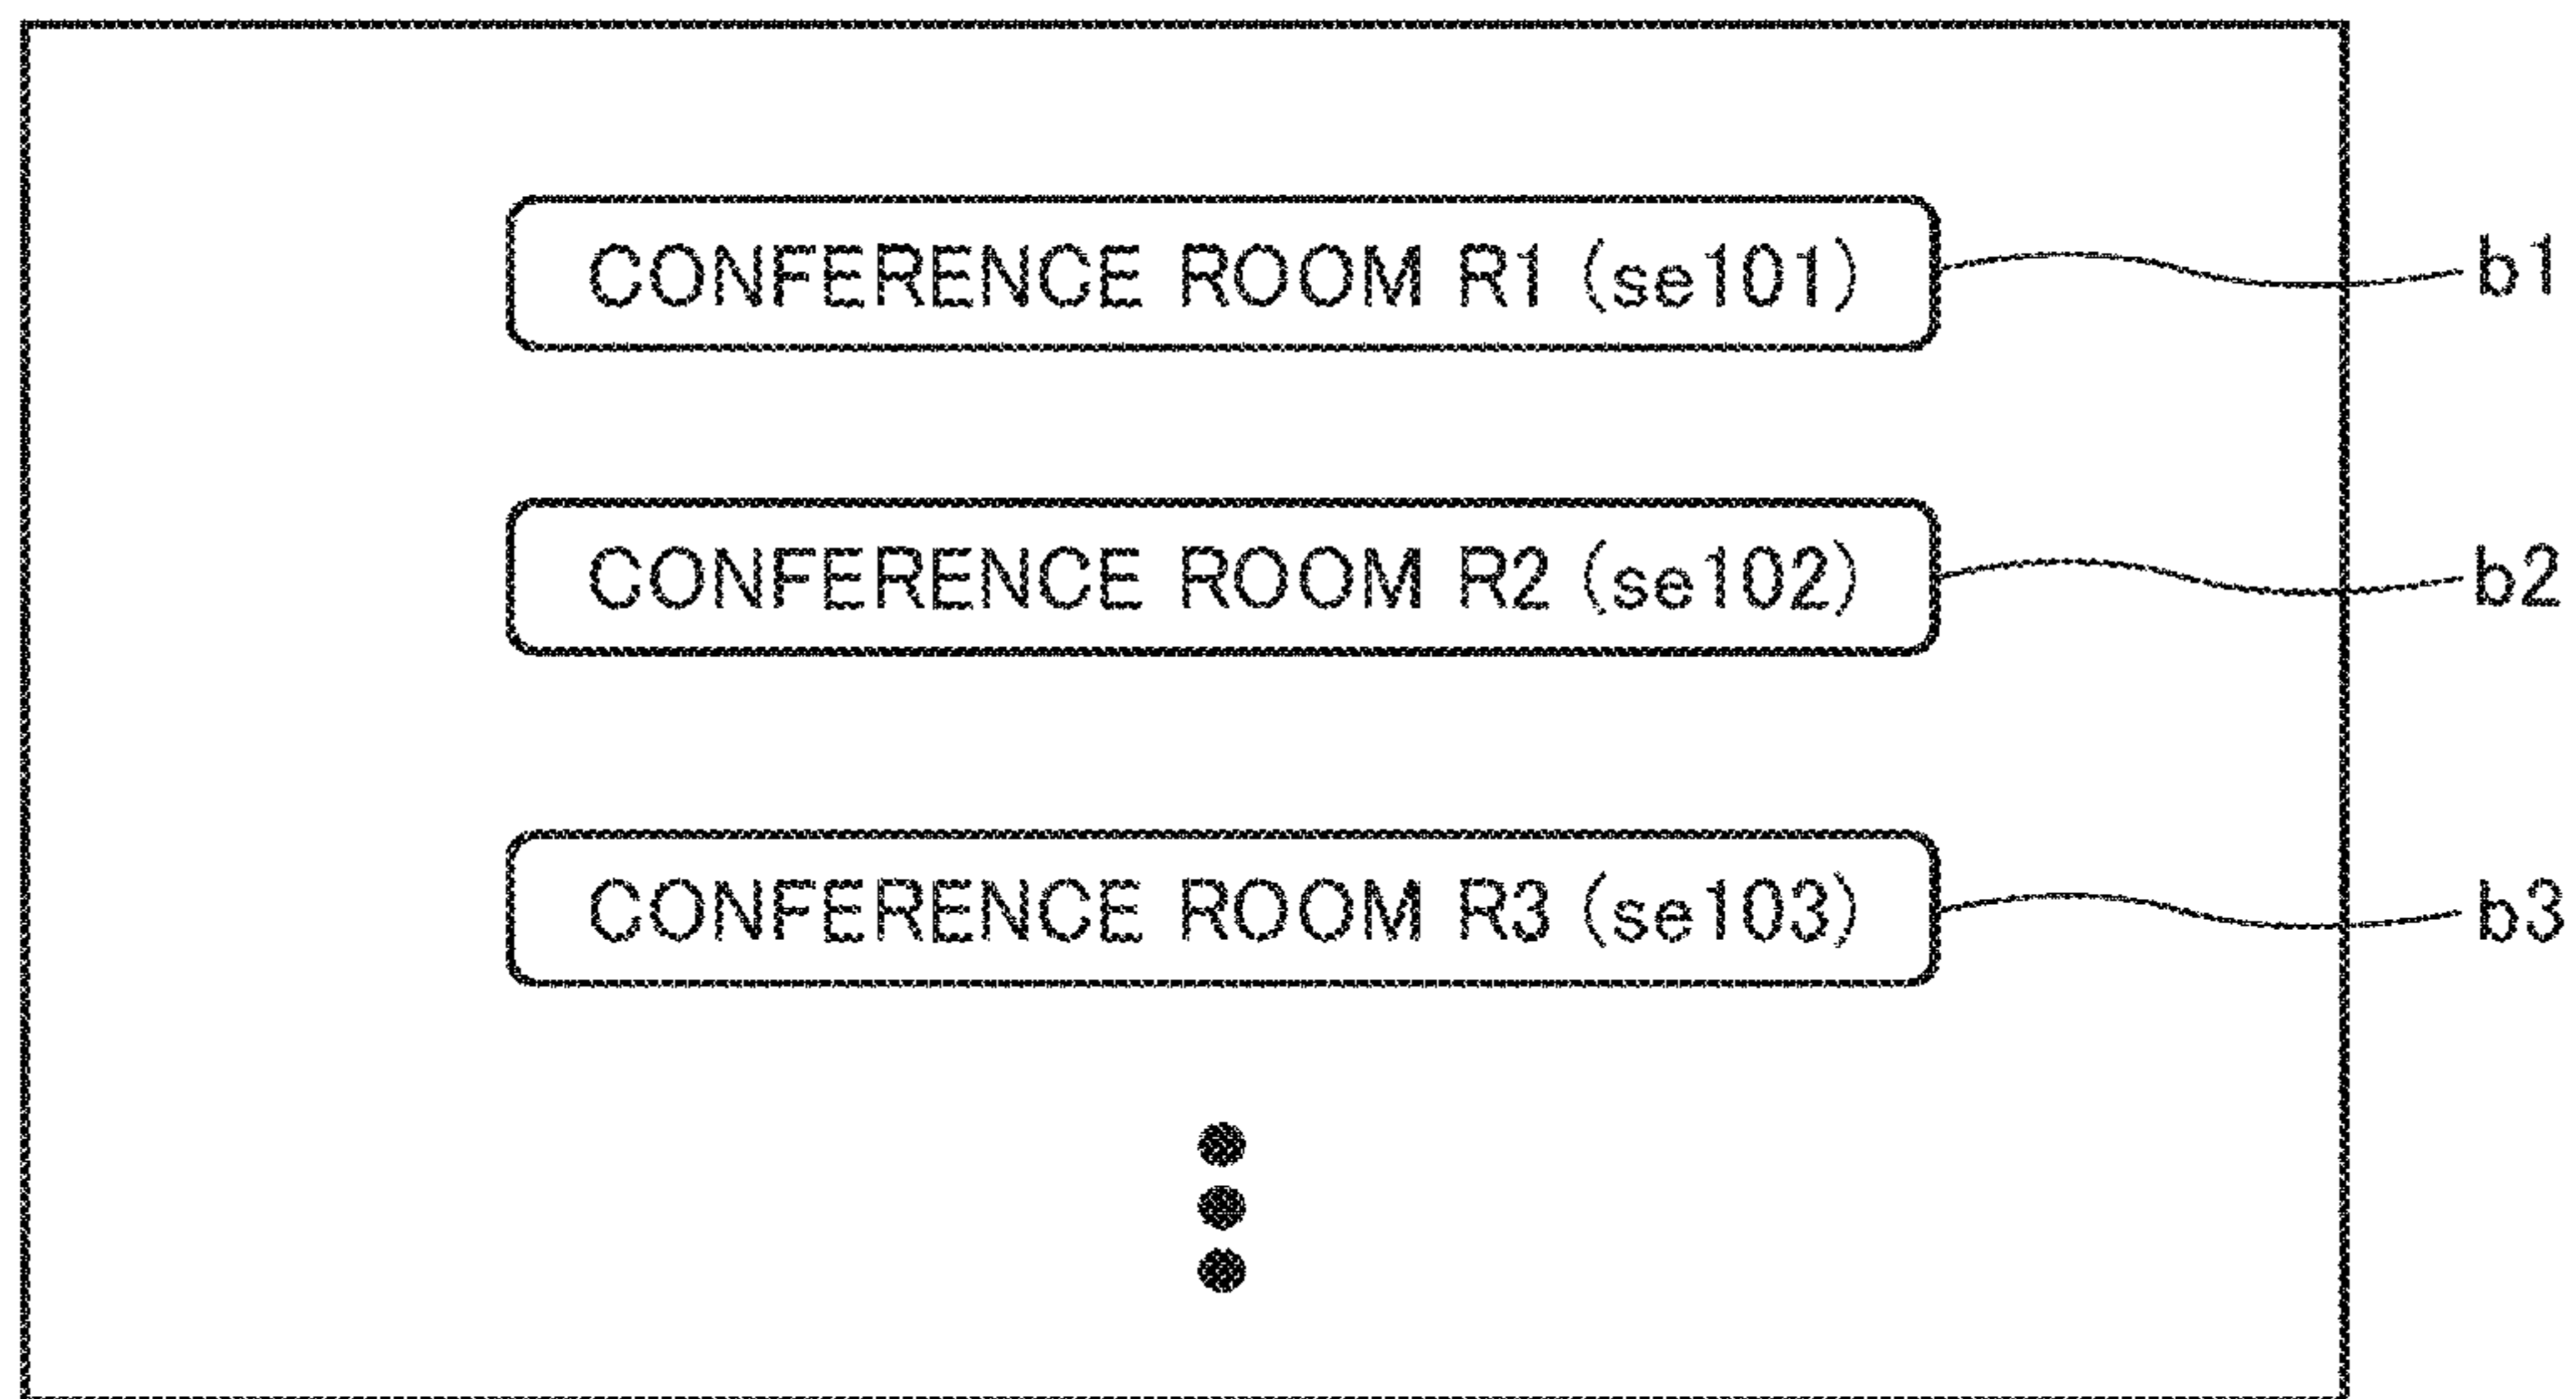 CONFERENCE ROOM R1 (se101) b1
CONFERENCE ROOM R2 (se102) b2
CONFERENCE ROOM R3 (se103) b3